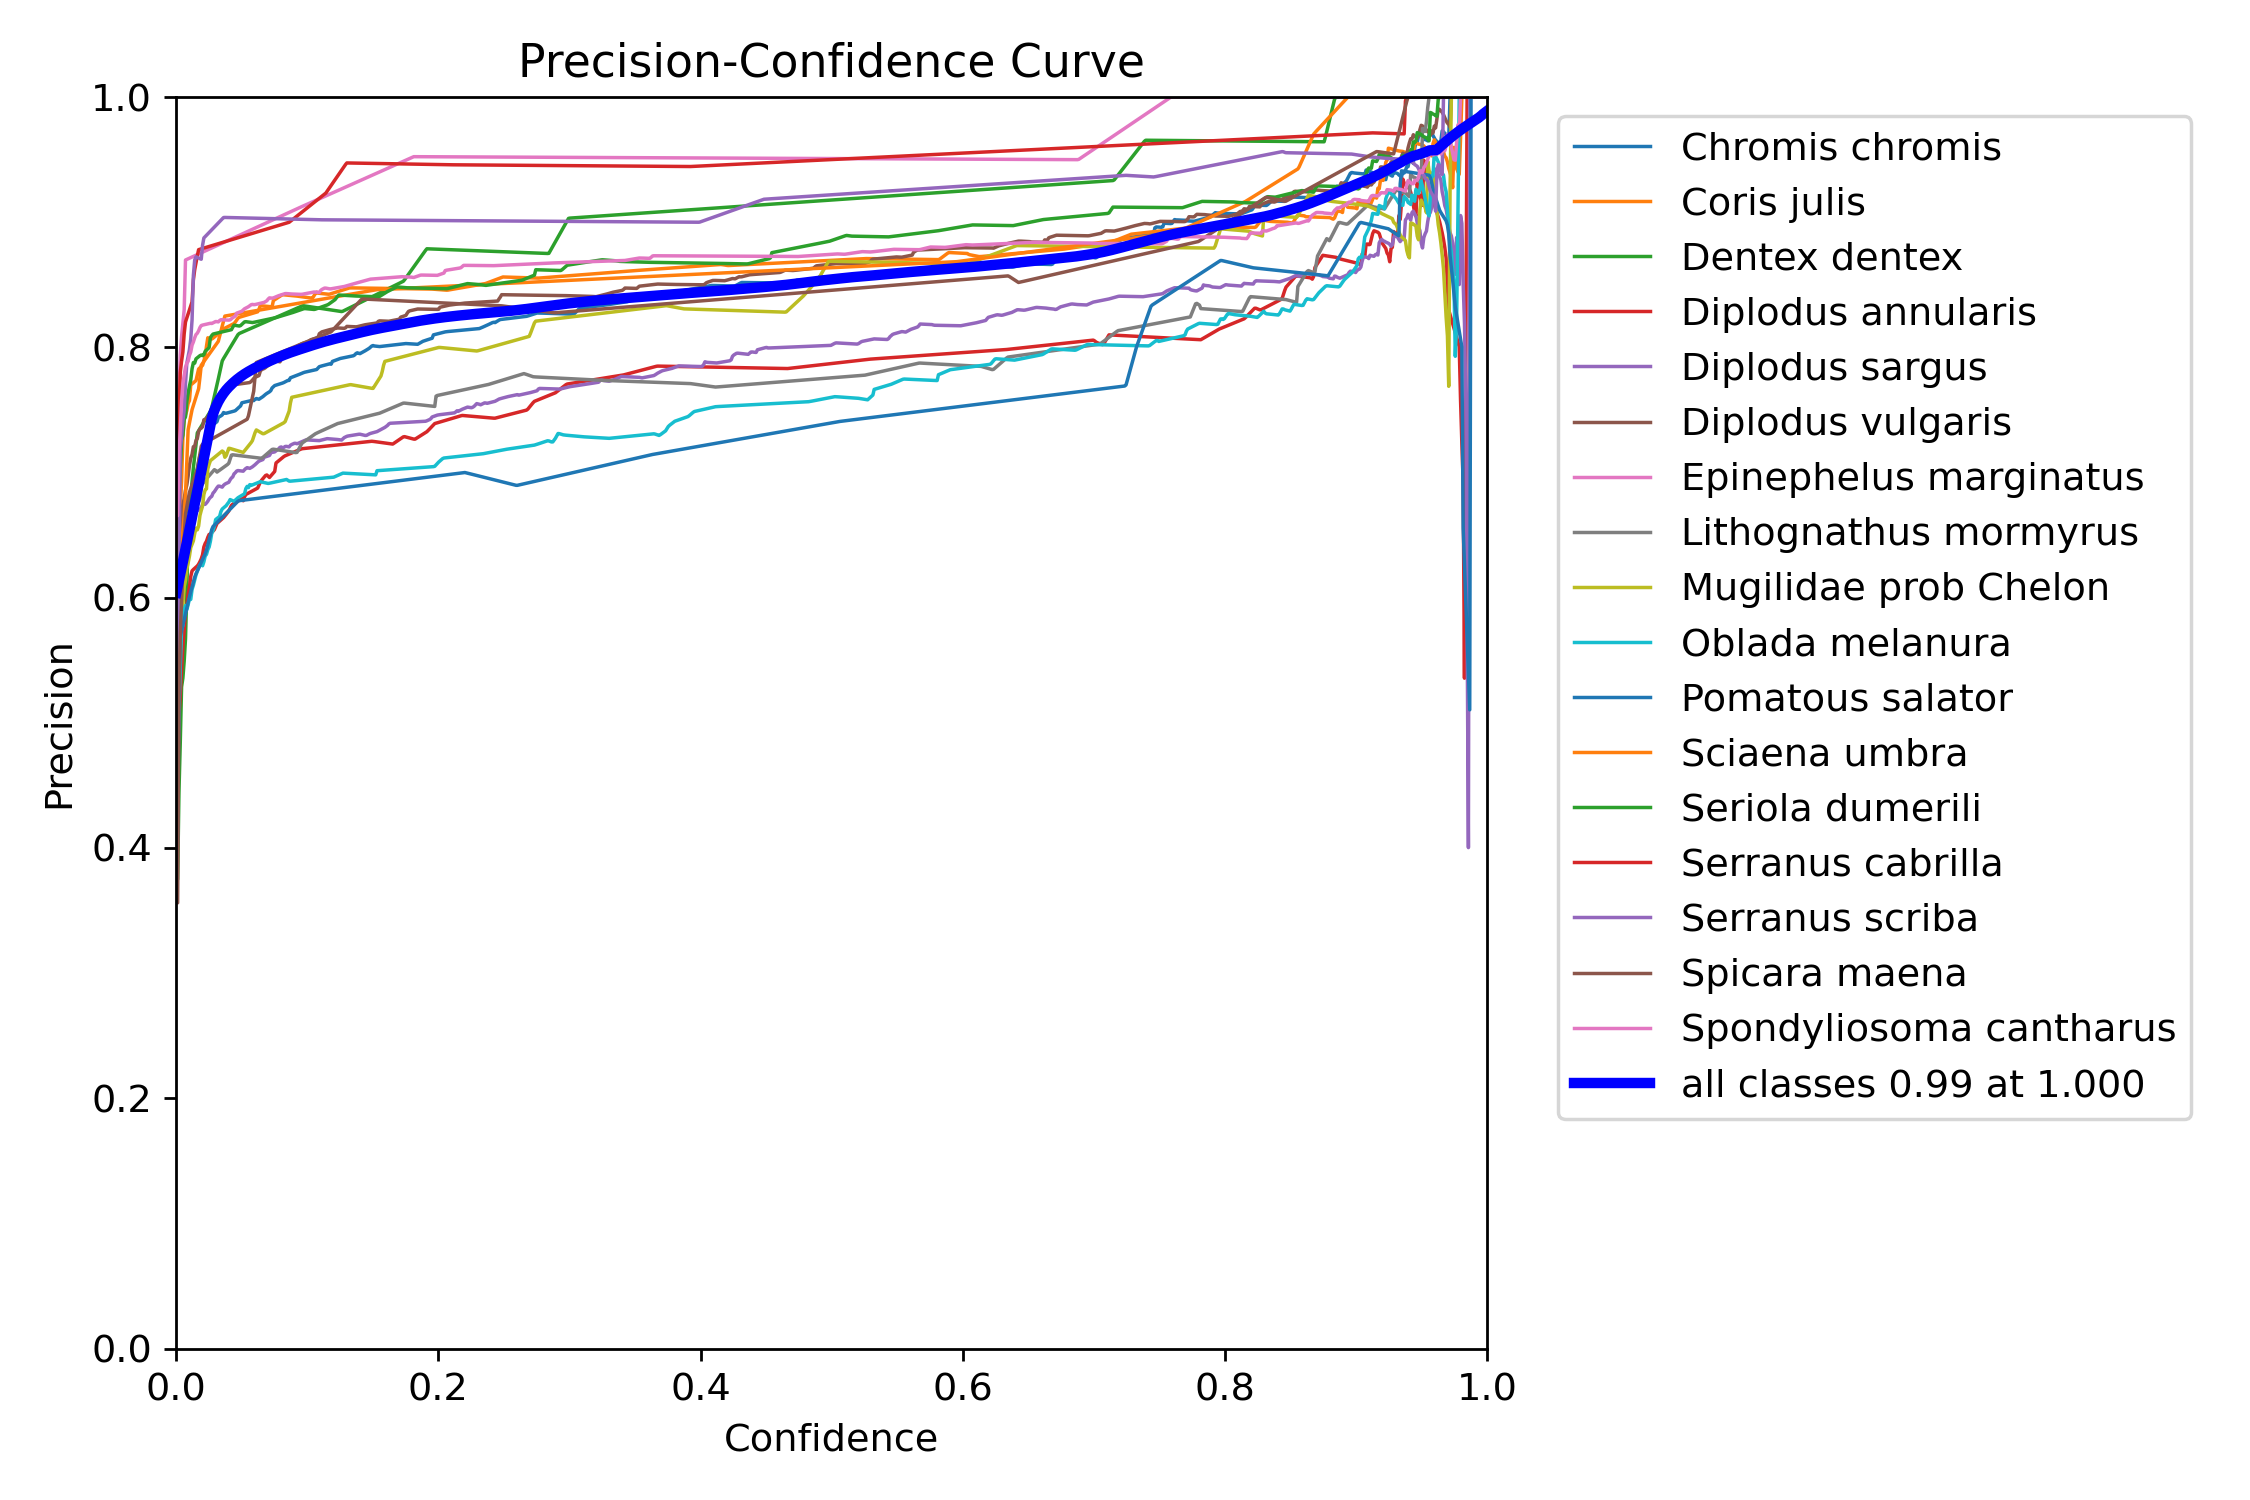 Precision-Confidence Curve
1.0
0.8
0.6
0.4
0.2
0.0
Precision
0.0 0.2 0.4 0.6 0.8 1.0
Confidence
Chromis chromis
Coris julis
Dentex dentex
Diplodus annularis
Diplodus sargus
Diplodus vulgaris
Epinephelus marginatus
Lithognathus mormyrus
Mugilidae prob Chelon
Oblada melanura
Pomatous salator
Sciaena umbra
Seriola dumerili
Serranus cabrilla
Serranus scriba
Spicara maena
Spondyliosoma cantharus
all classes 0.99 at 1.000